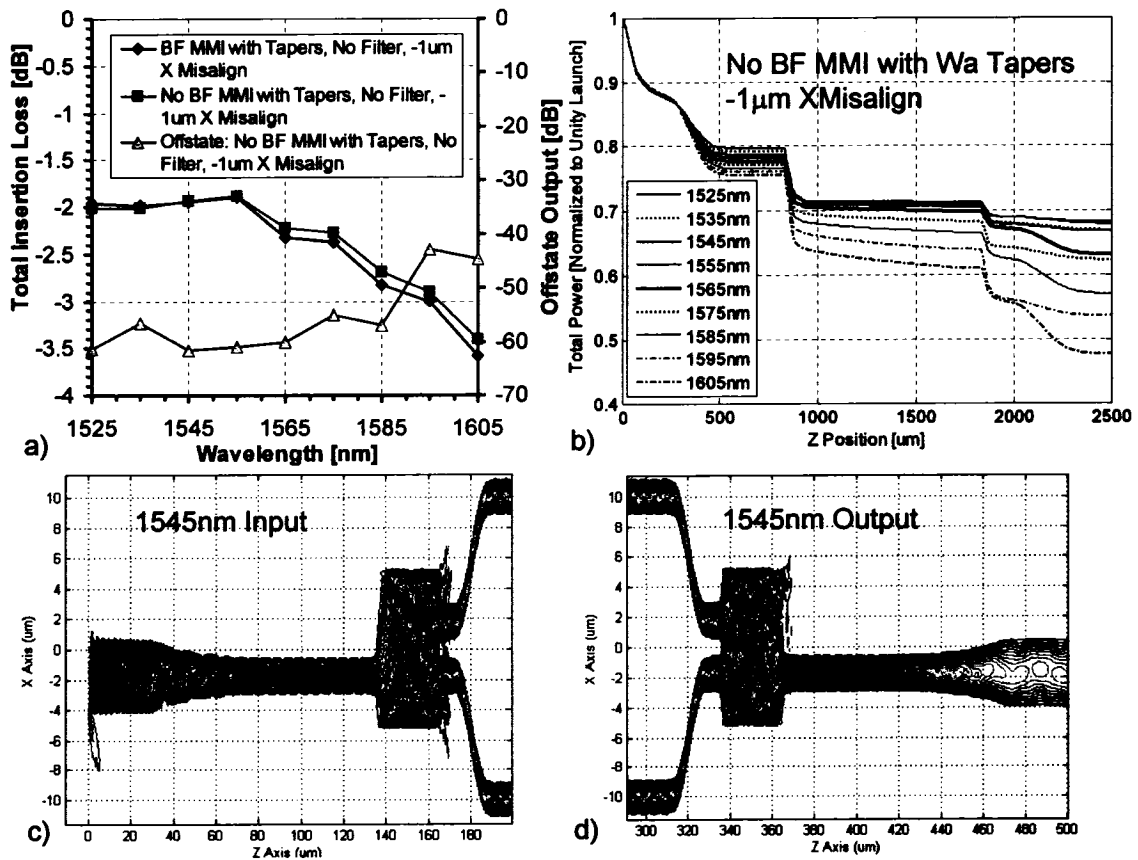 0
-0.5
-1
-1.5
-2
-2.5
-3
-3.5
-4
Total Insertion Loss [dB]
BF MMI with Tapers, No Filter, -1um
X Misalign
No BF MMI with Tapers, No Filter, -
1um X Misalign
Offstate: No BF MMI with Tapers, No
Filter, -1um X Misalign
0
-10
-20
-30
-40
-50
-60
-70
Offstate Output [dB]
1525 1545 1565 1585 1605
Wavelength [nm]
a)
1
0.9
0.8
0.7
0.6
0.5
0.4
Total Power [Normalized to Unity Launch]
No BF MMI with Wa Tapers
-1μm XMisalign
1525nm
1535nm
1545nm
1555nm
1565nm
1575nm
1585nm
1595nm
1605nm
0 500 1000 1500 2000 2500
Z Position [um]
b)
10
8
6
4
2
0
-2
-4
-6
-8
-10
X Axis (um)
1545nm Input
0 20 40 60 80 100 120 140 160
Z Axis (um)
c)
10
8
6
4
2
0
-2
-4
-6
-8
-10
X Axis (um)
1545nm Output
300 320 340 360 380 400 420 440 460 480 500
Z Axis (um)
d)